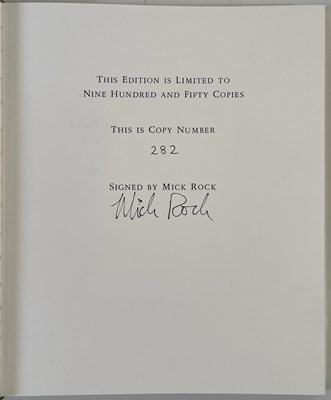 THIS EDITION IS LIMITED TO
NINE HUNDRED AND FIFTY COPIES
THIS IS COPY NUMBER
282
SIGNED BY MICK ROCK
Mick Rock